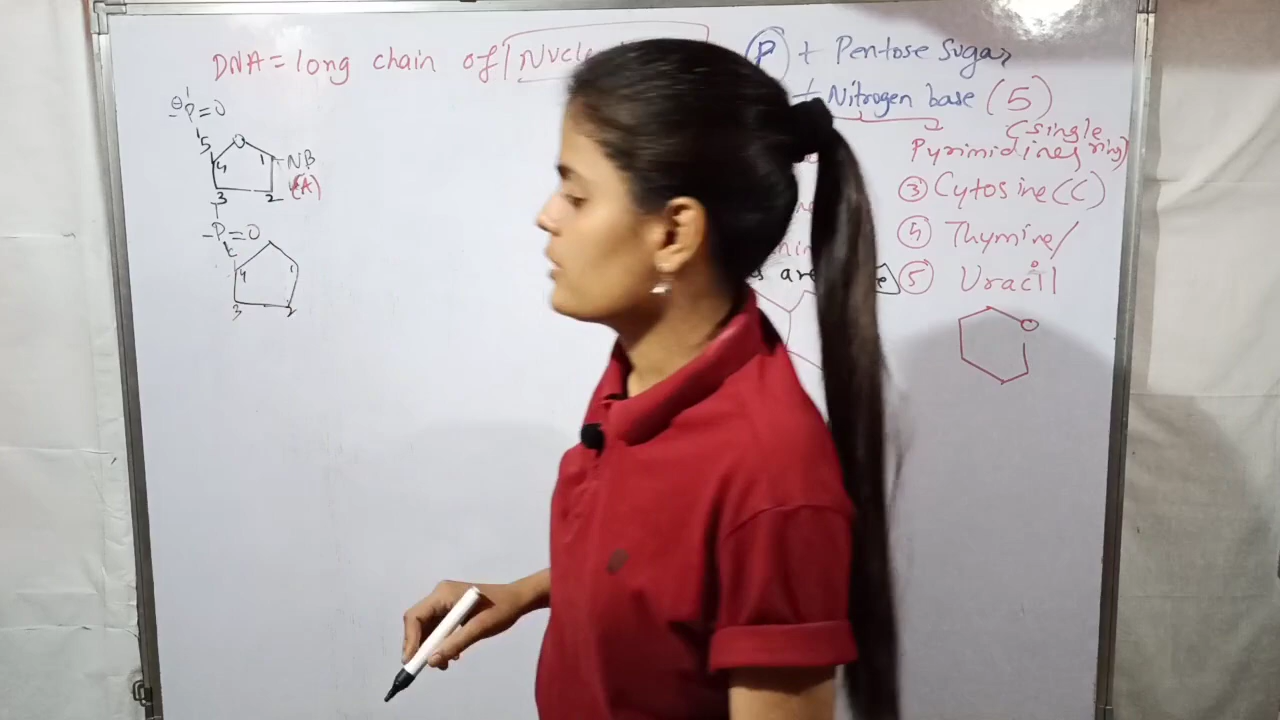 DNA = long chain of
P + Pentose Sugar
+ Nitrogen base (5)
(single ring)
Pyrimidines
③ Cytosine (C)
④ Thymine/
⑤ Uracil
P=O
5
4 1 NB
(A)
3 2
-P=O
4 1
3 2